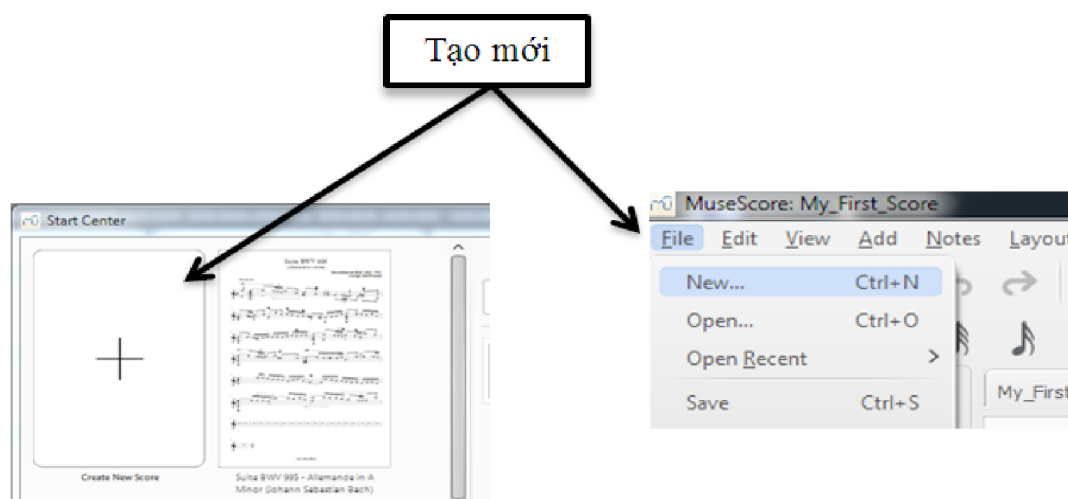 Tạo mới
Start Center
Suite BWV 995
Create New Score
Suite BWV 995 - Allemande in A
Minor (Johann Sebastian Bach)
MuseScore: My_First_Score
File Edit View Add Notes Layout
New... Ctrl+N
Open... Ctrl+O
Open Recent >
Save Ctrl+S
My_First